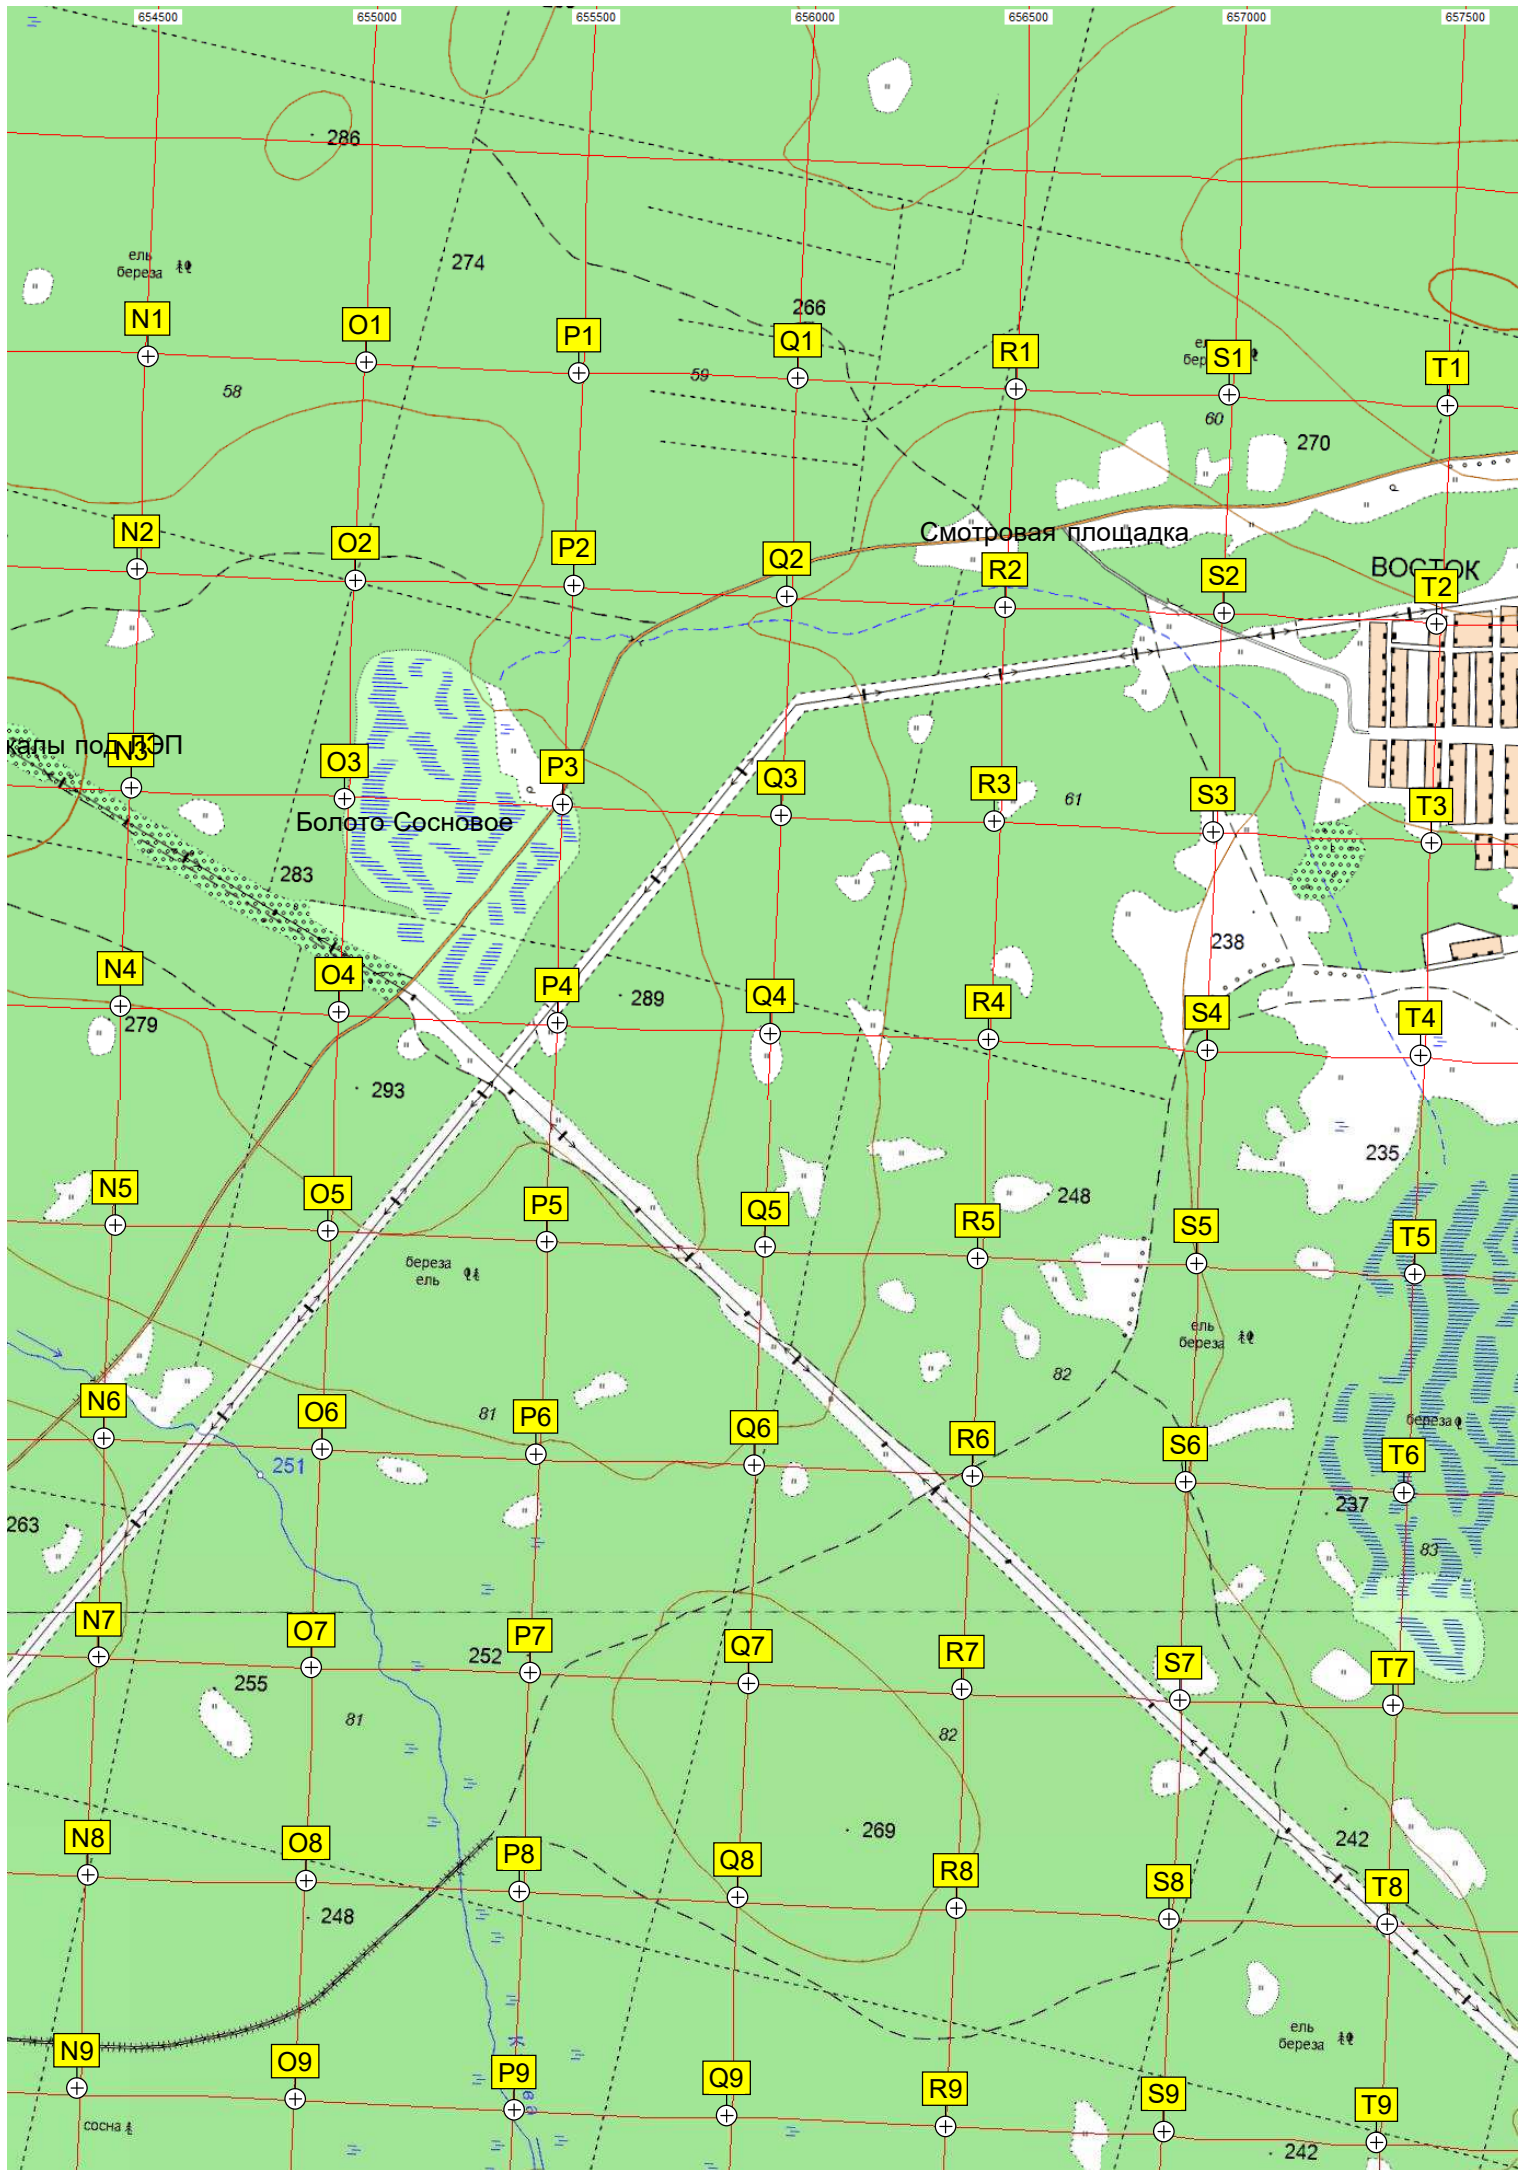 654500 655000 655500 656000 656500 657000 657500
286
274
ель
береза
266
N1 O1 P1 Q1 R1 S1 T1
58 59 60
270
Смотровая площадка
ВОСТОК
N2 O2 P2 Q2 R2 S2 T2
калы под ЛЭП
N3 O3 P3 Q3 R3 S3 T3
61
Болото Сосновое
283
238
N4 O4 P4 Q4 R4 S4 T4
289
279
293
235
248
N5 O5 P5 Q5 R5 S5 T5
береза
ель
ель
береза
82
81
береза
N6 O6 P6 Q6 R6 S6 T6
251
237
263
83
N7 O7 P7 Q7 R7 S7 T7
252
255
81
82
269
242
N8 O8 P8 Q8 R8 S8 T8
248
ель
береза
N9 O9 P9 Q9 R9 S9 T9
сосна
242